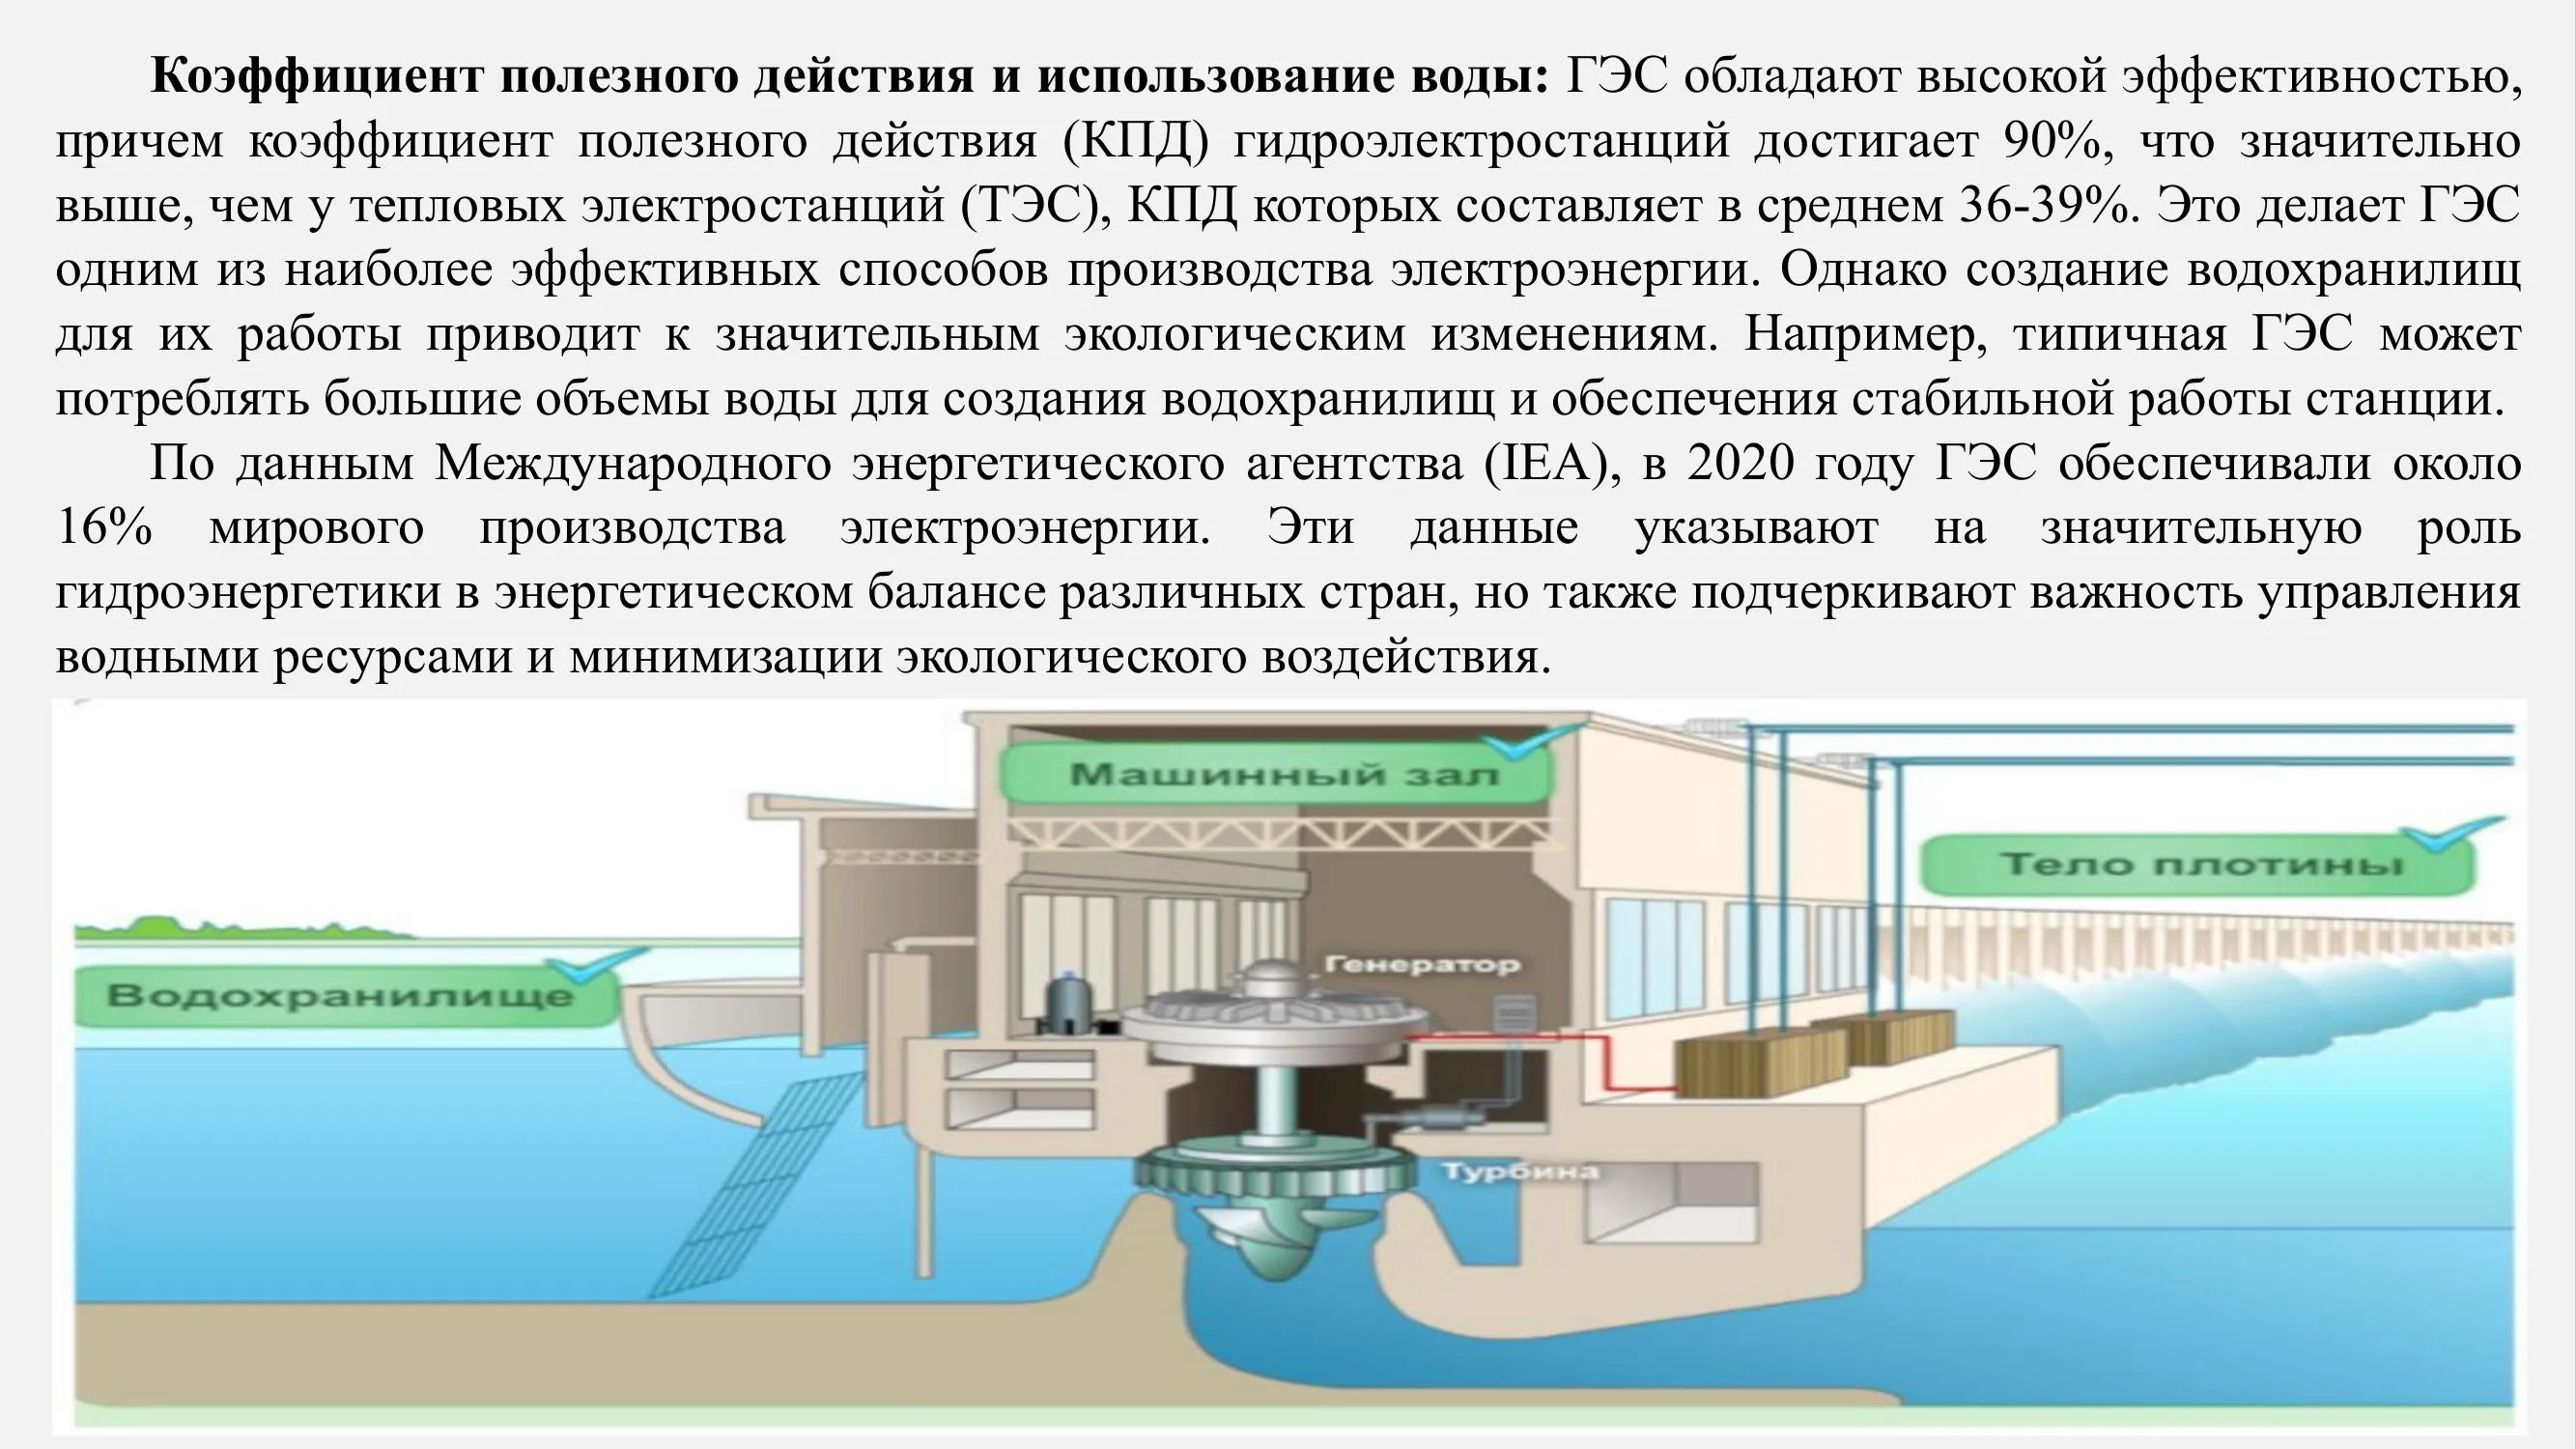 Коэффициент полезного действия и использование воды: ГЭС обладают высокой эффективностью,
причем коэффициент полезного действия (КПД) гидроэлектростанций достигает 90%, что значительно
выше, чем у тепловых электростанций (ТЭС), КПД которых составляет в среднем 36-39%. Это делает ГЭС
одним из наиболее эффективных способов производства электроэнергии. Однако создание водохранилищ
для их работы приводит к значительным экологическим изменениям. Например, типичная ГЭС может
потреблять большие объемы воды для создания водохранилищ и обеспечения стабильной работы станции.
По данным Международного энергетического агентства (IEA), в 2020 году ГЭС обеспечивали около
16% мирового производства электроэнергии. Эти данные указывают на значительную роль
гидроэнергетики в энергетическом балансе различных стран, но также подчеркивают важность управления
водными ресурсами и минимизации экологического воздействия.
Машинный зал
Тело плотины
Генератор
Водохранилище
Турбина